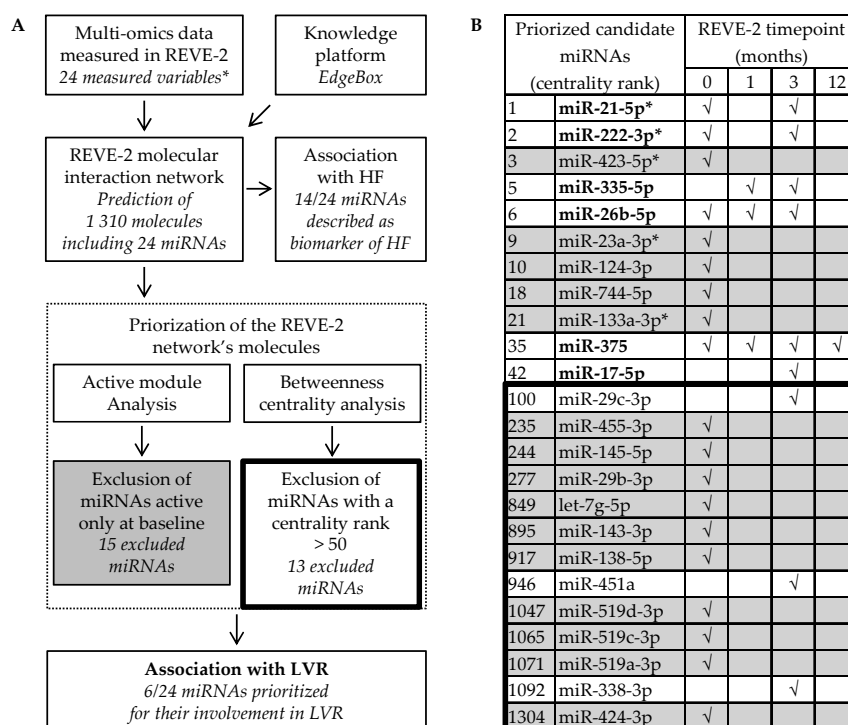 A
Multi-omics data
measured in REVE-2
24 measured variables*
Knowledge
platform
EdgeBox
REVE-2 molecular
interaction network
Prediction of
1 310 molecules
including 24 miRNAs
Association
with HF
14/24 miRNAs
described as
biomarker of HF
Priorization of the REVE-2
network's molecules
Active module
Analysis
Betweenness
centrality analysis
Exclusion of
miRNAs active
only at baseline
15 excluded
miRNAs
Exclusion of
miRNAs with a
centrality rank
> 50
13 excluded
miRNAs
Association with LVR
6/24 miRNAs prioritized
for their involvement in LVR
B
Priorized candidate
miRNAs
(centrality rank)
REVE-2 timepoint
(months)
0 1 3 12
1 miR-21-5p* √ √
2 miR-222-3p* √ √
3 miR-423-5p* √
5 miR-335-5p √ √
6 miR-26b-5p √ √ √
9 miR-23a-3p* √
10 miR-124-3p √
18 miR-744-5p √
21 miR-133a-3p* √
35 miR-375 √ √ √ √
42 miR-17-5p √
100 miR-29c-3p √
235 miR-455-3p √
244 miR-145-5p √
277 miR-29b-3p √
849 let-7g-5p √
895 miR-143-3p √
917 miR-138-5p √
946 miR-451a √
1047 miR-519d-3p √
1065 miR-519c-3p √
1071 miR-519a-3p √
1092 miR-338-3p √
1304 miR-424-3p √